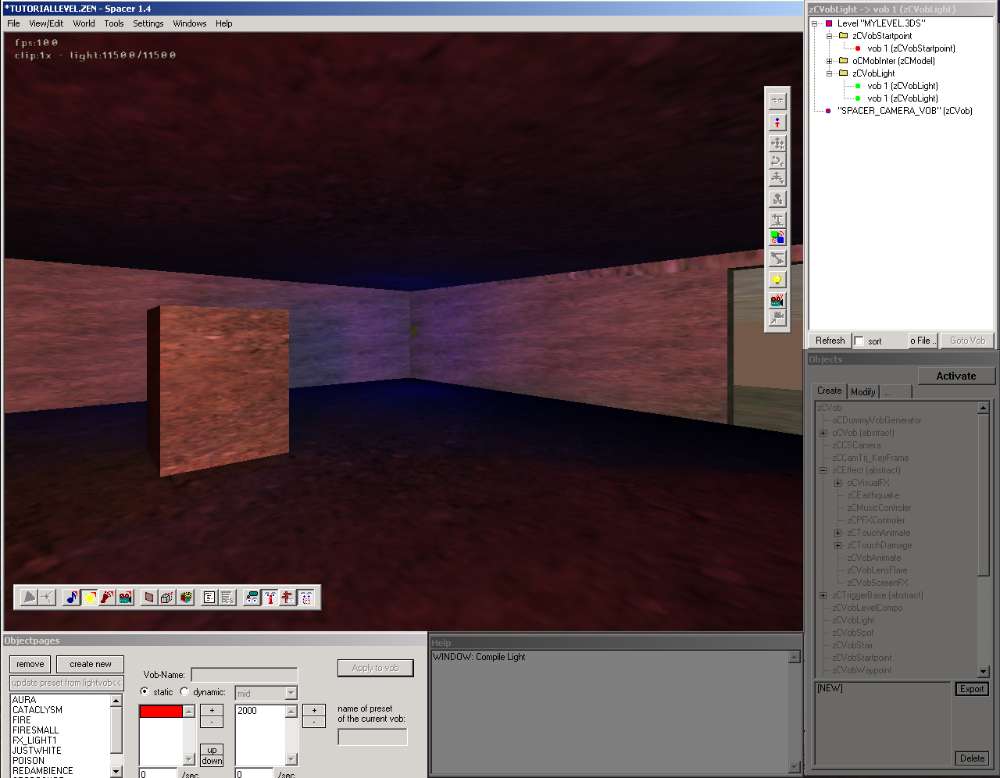 *TUTORIALLEVEL.ZEN - Spacer 1.4
File View/Edit World Tools Settings Windows Help
fps:100
clip:1x - light:11500/11500
zCVobLight -> vob 1 (zCVobLight)
Level "MYLEVEL.3DS"
zCVobStartpoint
vob 1 (zCVobStartpoint)
oCMobInter (zCModel)
zCVobLight
vob 1 (zCVobLight)
vob 1 (zCVobLight)
"SPACER_CAMERA_VOB" (zCVob)
Refresh sort o File .. Goto Vob
Objects
Activate
Create Modify ...
zCVob
oCDummyVobGenerator
oCVob (abstract)
zCCSCamera
zCCamTrj_KeyFrame
zCEffect (abstract)
oCVisualFX
zCEarthquake
zCMusicControler
zCPFXControler
zCTouchAnimate
zCTouchDamage
zCVobAnimate
zCVobLensFlare
zCVobScreenFX
zCTriggerBase (abstract)
zCVobLevelCompo
zCVobLight
zCVobSpot
zCVobStair
zCVobStartpoint
zCVobWaypoint
[NEW]
Export
Delete
Objectpages
remove create new
update preset from lightvob<<
AURA
CATACLYSM
FIRE
FIRESMALL
FX_LIGHT1
JUSTWHITE
POISON
REDAMBIENCE
Vob-Name:
static dynamic: mid
+
-
up
down
0 /sec
2000
+
-
0 /sec
Apply to vob
name of preset
of the current vob:
Help
WINDOW: Compile Light